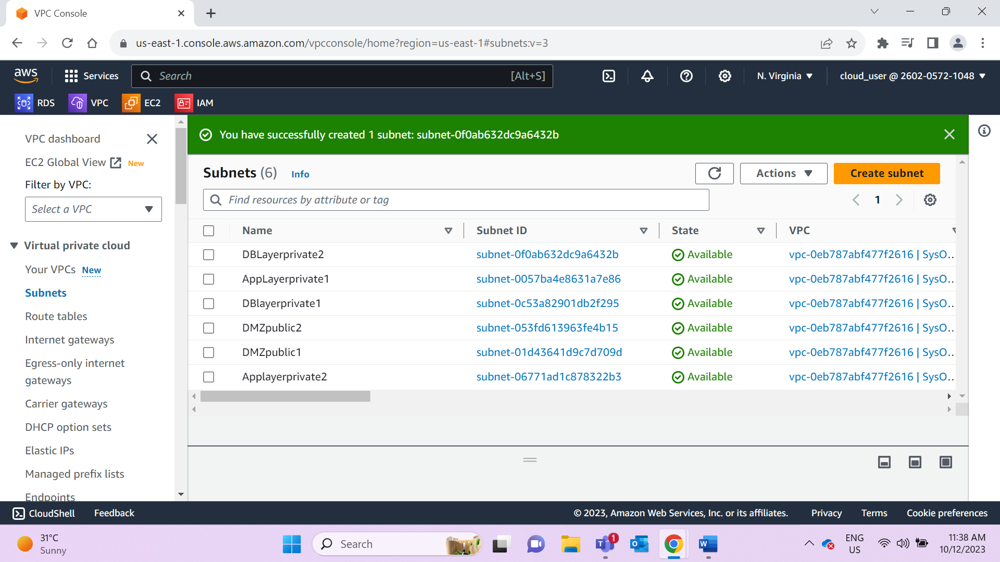 VPC Console
us-east-1.console.aws.amazon.com/vpcconsole/home?region=us-east-1#subnets:v=3
aws Services Search [Alt+S] N. Virginia cloud_user @ 2602-0572-1048
RDS VPC EC2 IAM
VPC dashboard
EC2 Global View New
Filter by VPC:
Select a VPC
Virtual private cloud
Your VPCs New
Subnets
Route tables
Internet gateways
Egress-only internet
gateways
Carrier gateways
DHCP option sets
Elastic IPs
Managed prefix lists
Endpoints
You have successfully created 1 subnet: subnet-0f0ab632dc9a6432b
Subnets (6) Info Actions Create subnet
Find resources by attribute or tag 1
Name Subnet ID State VPC
DBLayerprivate2 subnet-0f0ab632dc9a6432b Available vpc-0eb787abf477f2616 | SysO...
AppLayerprivate1 subnet-0057ba4e8631a7e86 Available vpc-0eb787abf477f2616 | SysO...
DBlayerprivate1 subnet-0c53a82901db2f295 Available vpc-0eb787abf477f2616 | SysO...
DMZpublic2 subnet-053fd613963fe4b15 Available vpc-0eb787abf477f2616 | SysO...
DMZpublic1 subnet-01d43641d9c7d709d Available vpc-0eb787abf477f2616 | SysO...
Applayerprivate2 subnet-06771ad1c878322b3 Available vpc-0eb787abf477f2616 | SysO...
CloudShell Feedback © 2023, Amazon Web Services, Inc. or its affiliates. Privacy Terms Cookie preferences
31°C
Sunny
Search
1
ENG
US
11:38 AM
10/12/2023